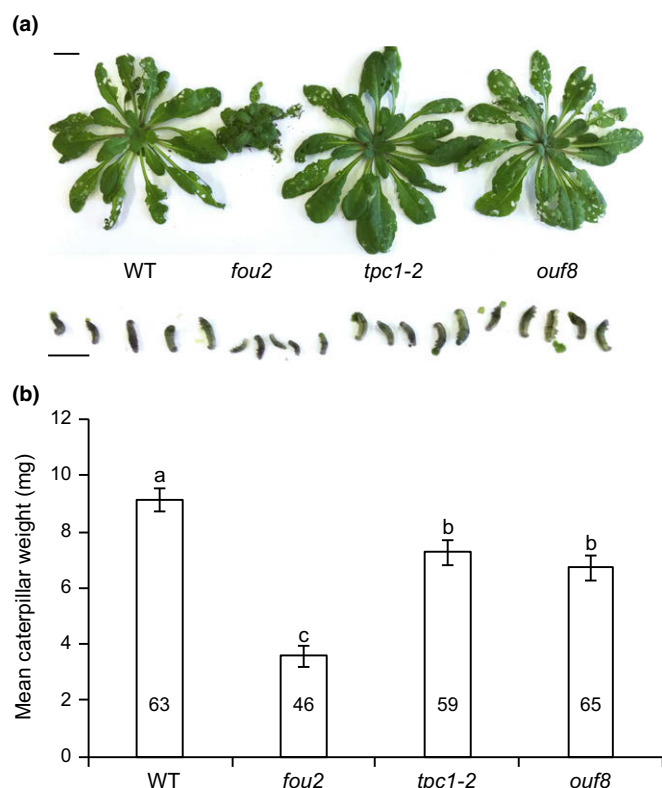 (a)
WT fou2 tpc1-2 ouf8
(b)
Mean caterpillar weight (mg)
12
10
8
6
4
2
0
a
c
b
b
63 46 59 65
WT fou2 tpc1-2 ouf8